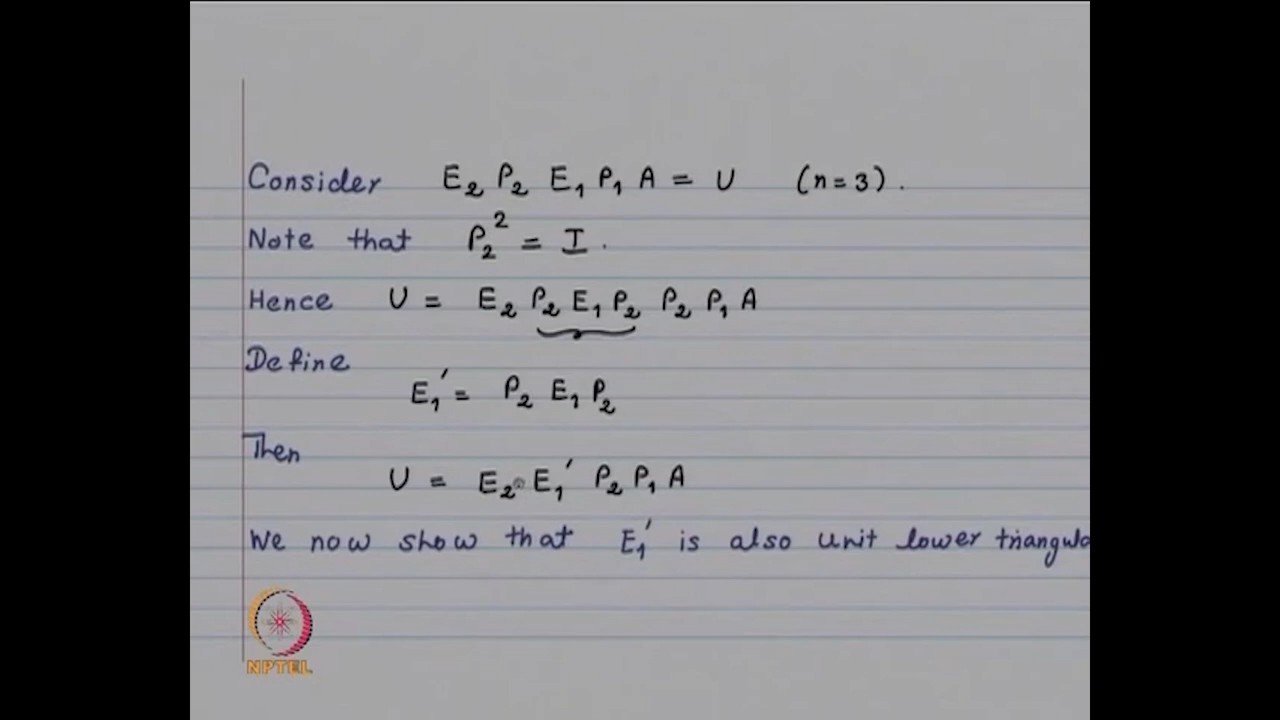 Consider E₂ P₂ E₁ P₁ A = U (n = 3).
Note that P₂² = I.
Hence U = E₂ P₂ E₁ P₂ P₂ P₁ A
Define
E₁′ = P₂ E₁ P₂
Then
U = E₂ E₁′ P₂ P₁ A
We now show that E₁′ is also unit lower triangula
NPTEL